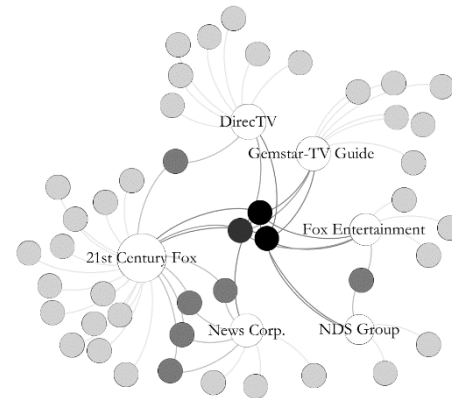 DirecTV
Gemstar-TV Guide
Fox Entertainment
21st Century Fox
News Corp.
NDS Group